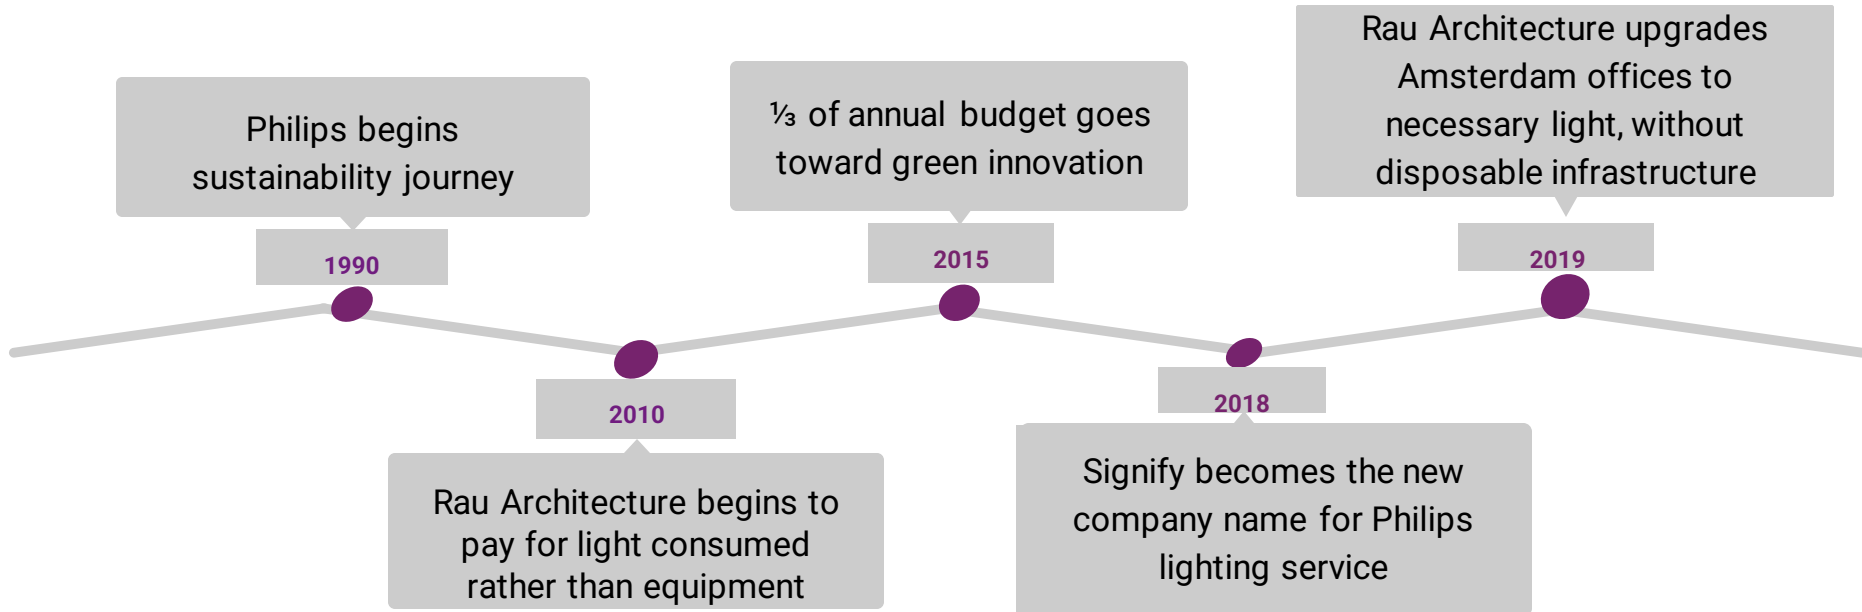 Philips begins
sustainability journey
1990
2010
Rau Architecture begins to
pay for light consumed
rather than equipment
⅓ of annual budget goes
toward green innovation
2015
2018
Signify becomes the new
company name for Philips
lighting service
Rau Architecture upgrades
Amsterdam offices to
necessary light, without
disposable infrastructure
2019